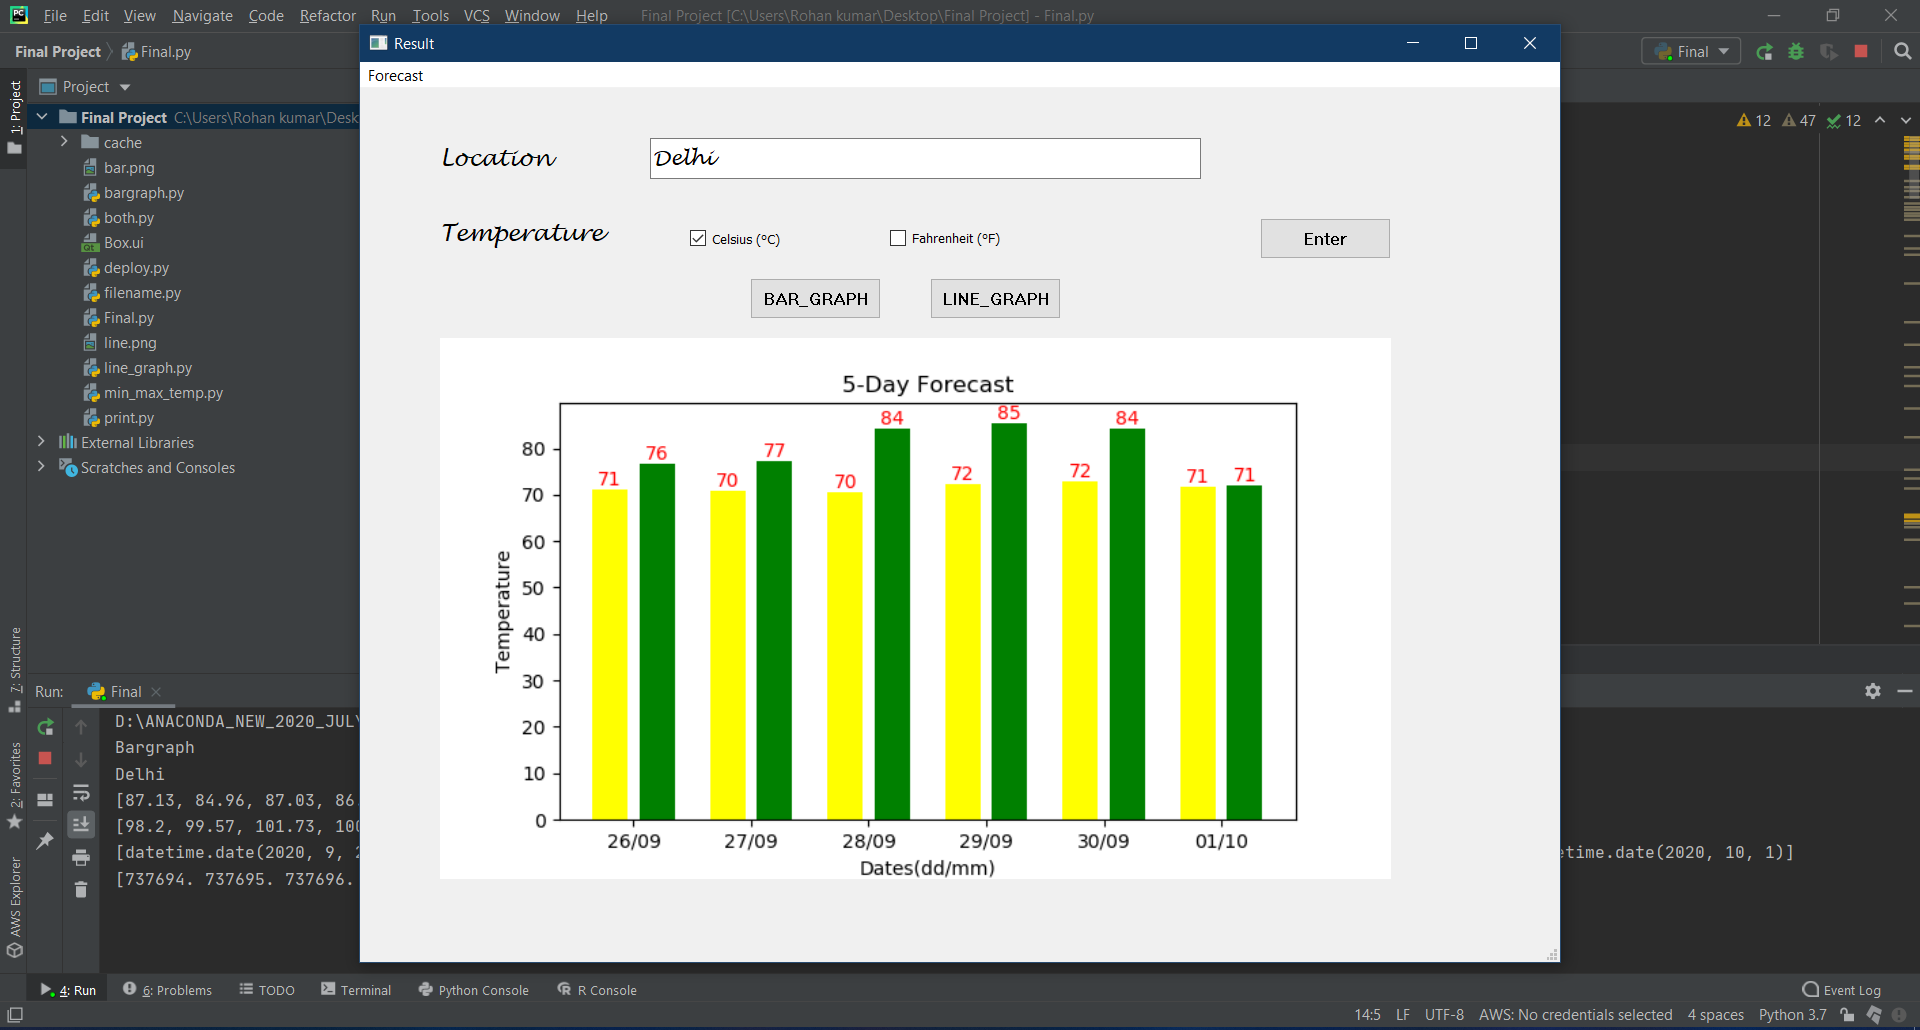 File Edit View Navigate Code Refactor Run Tools VCS Window Help Final Project [C:\Users\Rohan kumar\Desktop\Final Project] - Final.py
Final Project Final.py
Final
Result
Forecast
1: Project
Project
Final Project C:\Users\Rohan kumar\Desk
cache
bar.png
bargraph.py
both.py
Box.ui
deploy.py
filename.py
Final.py
line.png
line_graph.py
min_max_temp.py
print.py
External Libraries
Scratches and Consoles
12 47 12
Location Delhi
Temperature Celsius (ºC) Fahrenheit (ºF) Enter
BAR_GRAPH LINE_GRAPH
5-Day Forecast
80
70
60
50
40
30
20
10
0
Temperature
71 76 70 77 70 84 72 85 72 84 71 71
26/09 27/09 28/09 29/09 30/09 01/10
Dates(dd/mm)
7: Structure
2: Favorites
AWS Explorer
Run: Final
D:\ANACONDA_NEW_2020_JULY
Bargraph
Delhi
[87.13, 84.96, 87.03, 86.
[98.2, 99.57, 101.73, 100
[datetime.date(2020, 9, 2 etime.date(2020, 10, 1)]
[737694. 737695. 737696.
4: Run 6: Problems TODO Terminal Python Console R Console Event Log
14:5 LF UTF-8 AWS: No credentials selected 4 spaces Python 3.7